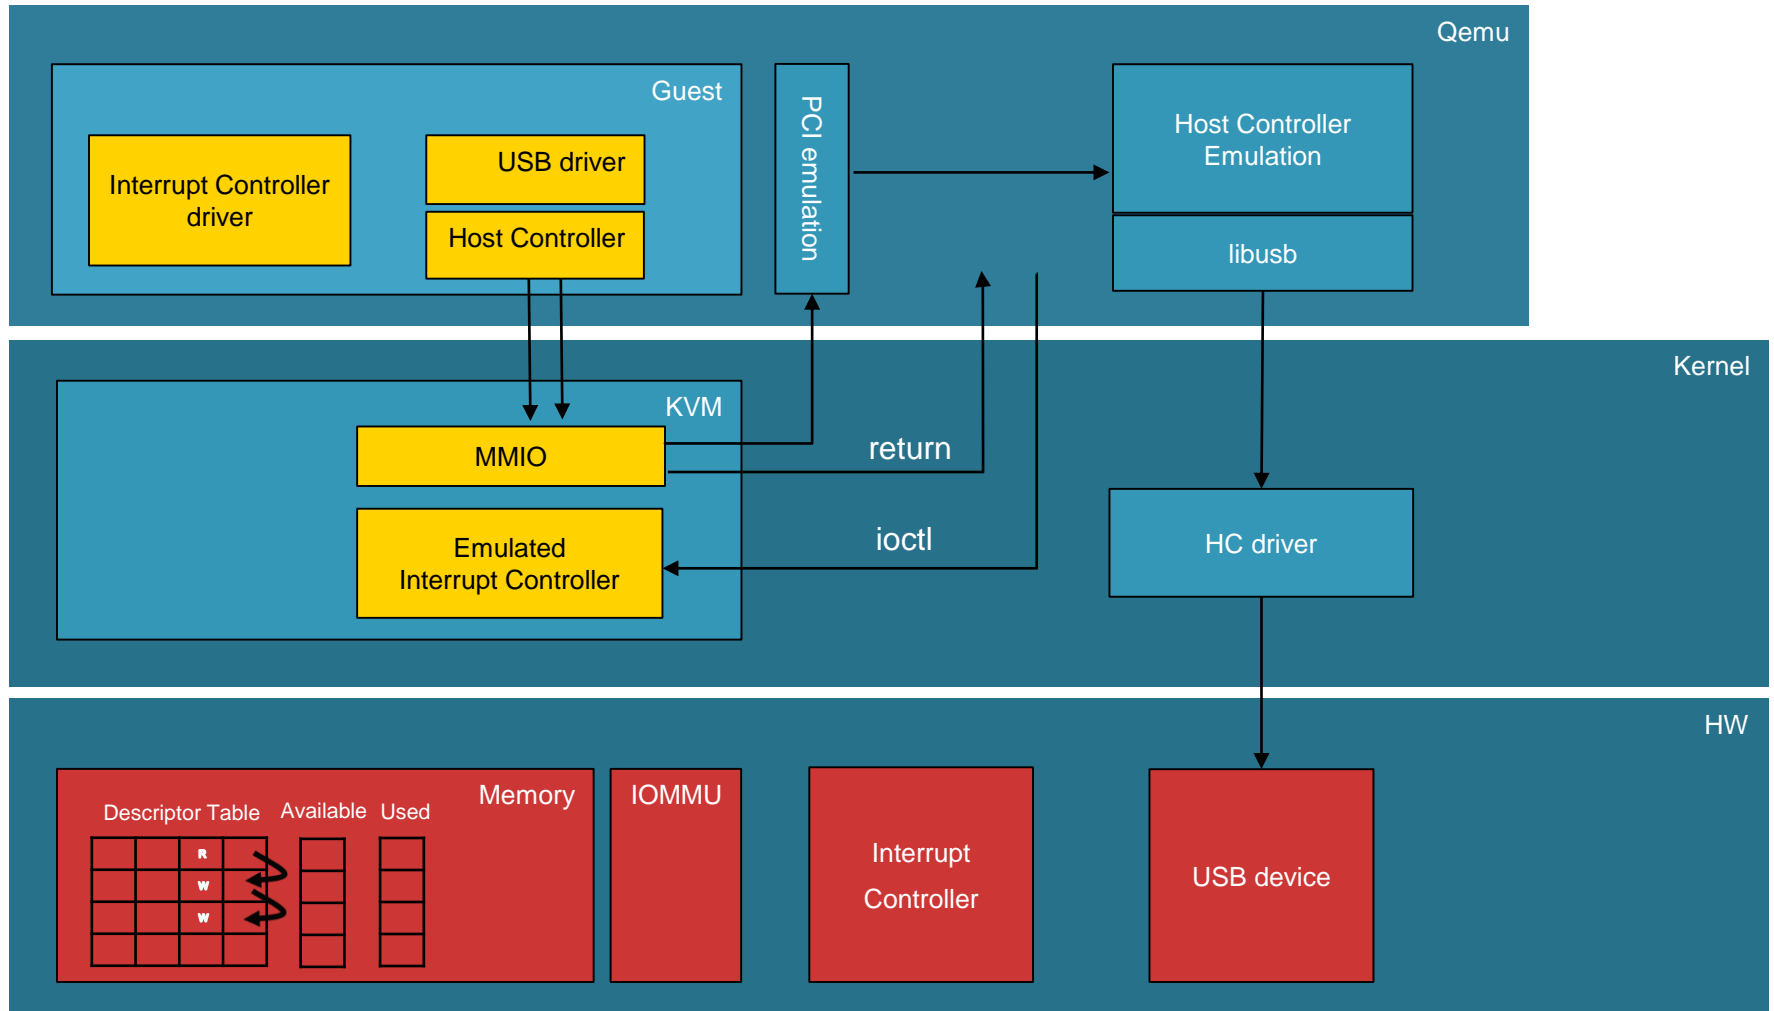 Qemu
Guest
Interrupt Controller
driver
USB driver
Host Controller
PCI emulation
Host Controller
Emulation
libusb
Kernel
KVM
MMIO
return
Emulated
Interrupt Controller
ioctl
HC driver
HW
Memory
Descriptor Table
Available
Used
R
W
W
IOMMU
Interrupt
Controller
USB device